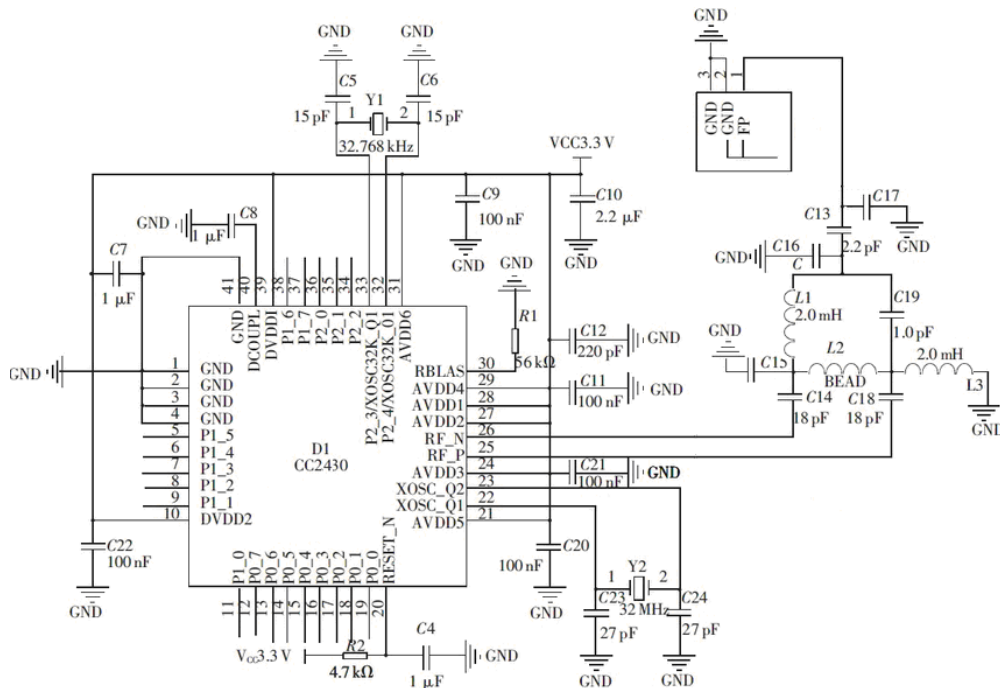 GND
GND
GND
C5
C6
15 pF
Y1
15 pF
1
2
32.768 kHz
3
2
1
GND
GND
FP
VCC3.3 V
C9
100 nF
C10
2.2 μF
GND
GND
GND
C8
1 μF
C7
1 μF
C17
C13
2.2 pF
GND
C16
GND
C
41
40
39
38
37
36
35
34
33
32
31
GND
DCOUPL
DVDDI
P1_6
P1_7
P2_0
P2_1
P2_2
P2_3/XOSC32K_Q1
P2_4/XOSC32K_01
AVDD6
GND
R1
56 kΩ
C12
220 pF
GND
C11
100 nF
GND
L1
2.0 mH
C19
1.0 pF
GND
C15
L2
BEAD
2.0 mH
L3
GND
C14
18 pF
C18
18 pF
GND
1 GND
2 GND
3 GND
4 GND
5 P1_5
6 P1_4
7 P1_3
8 P1_2
9 P1_1
10 DVDD2
D1
CC2430
RBLAS 30
AVDD4 29
AVDD1 28
AVDD2 27
RF_N 26
RF_P 25
AVDD3 24
XOSC_Q2 23
XOSC_Q1 22
AVDD5 21
C21
100 nF
GND
C22
100 nF
GND
C20
100 nF
GND
P1_0
P0_7
P0_6
P0_5
P0_4
P0_3
P0_2
P0_1
P0_0
RESET_N
11
12
13
14
15
16
17
18
19
20
1
Y2
2
32 MHz
C23
27 pF
GND
C24
27 pF
GND
VCC3.3 V
R2
4.7 kΩ
C4
1 μF
GND